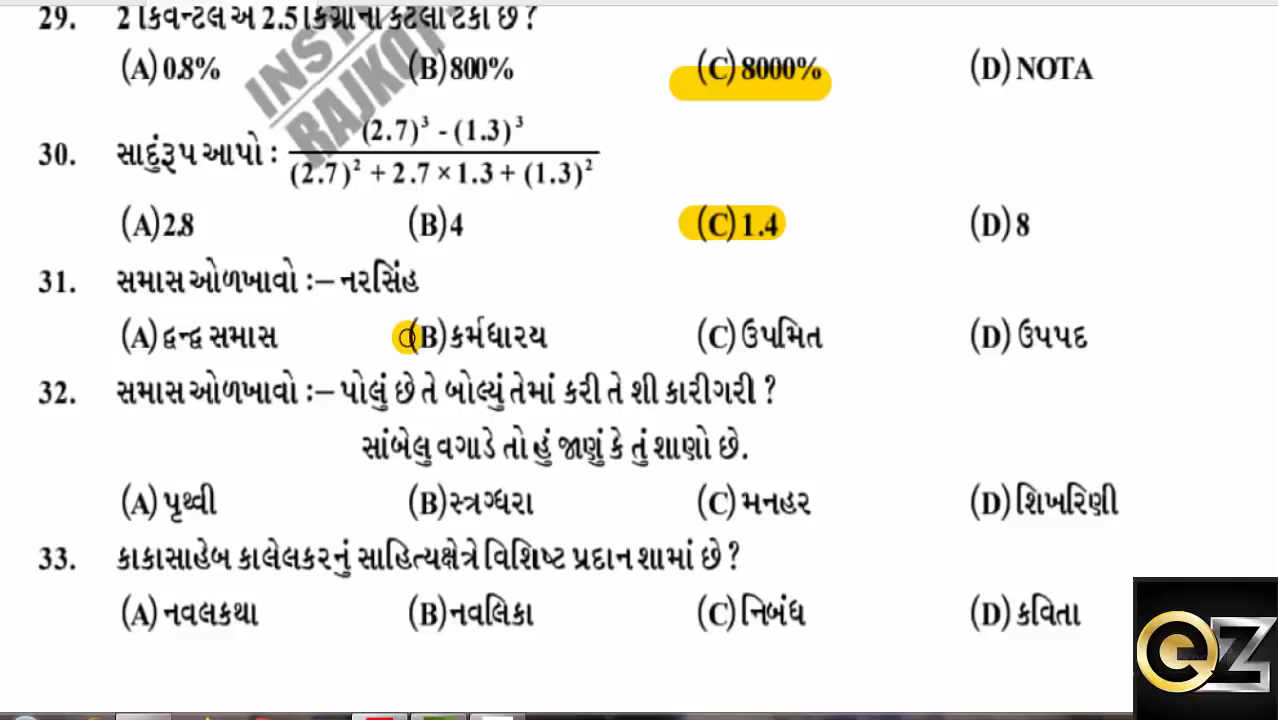 29. 2 ક્વિન્ટલ એ 2.5 કિગ્રાના કેટલા ટકા છે ?
(A) 0.8% (B) 800% (C) 8000% (D) NOTA
30. સાદુંરૂપ આપો : (2.7)³ - (1.3)³ / (2.7)² + 2.7 × 1.3 + (1.3)²
(A) 2.8 (B) 4 (C) 1.4 (D) 8
31. સમાસ ઓળખાવો :– નરસિંહ
(A) દ્વન્દ્વ સમાસ (B) કર્મધારય (C) ઉપમિત (D) ઉપપદ
32. સમાસ ઓળખાવો :– પોલું છે તે બોલ્યું તેમાં કરી તે શી કારીગરી ?
સાંબેલુ વગાડે તો હું જાણું કે તું શાણો છે.
(A) પૃથ્વી (B) સ્ત્રગ્ધરા (C) મનહર (D) શિખરિણી
33. કાકાસાહેબ કાલેલકરનું સાહિત્યક્ષેત્રે વિશિષ્ટ પ્રદાન શામાં છે ?
(A) નવલકથા (B) નવલિકા (C) નિબંધ (D) કવિતા
eZ